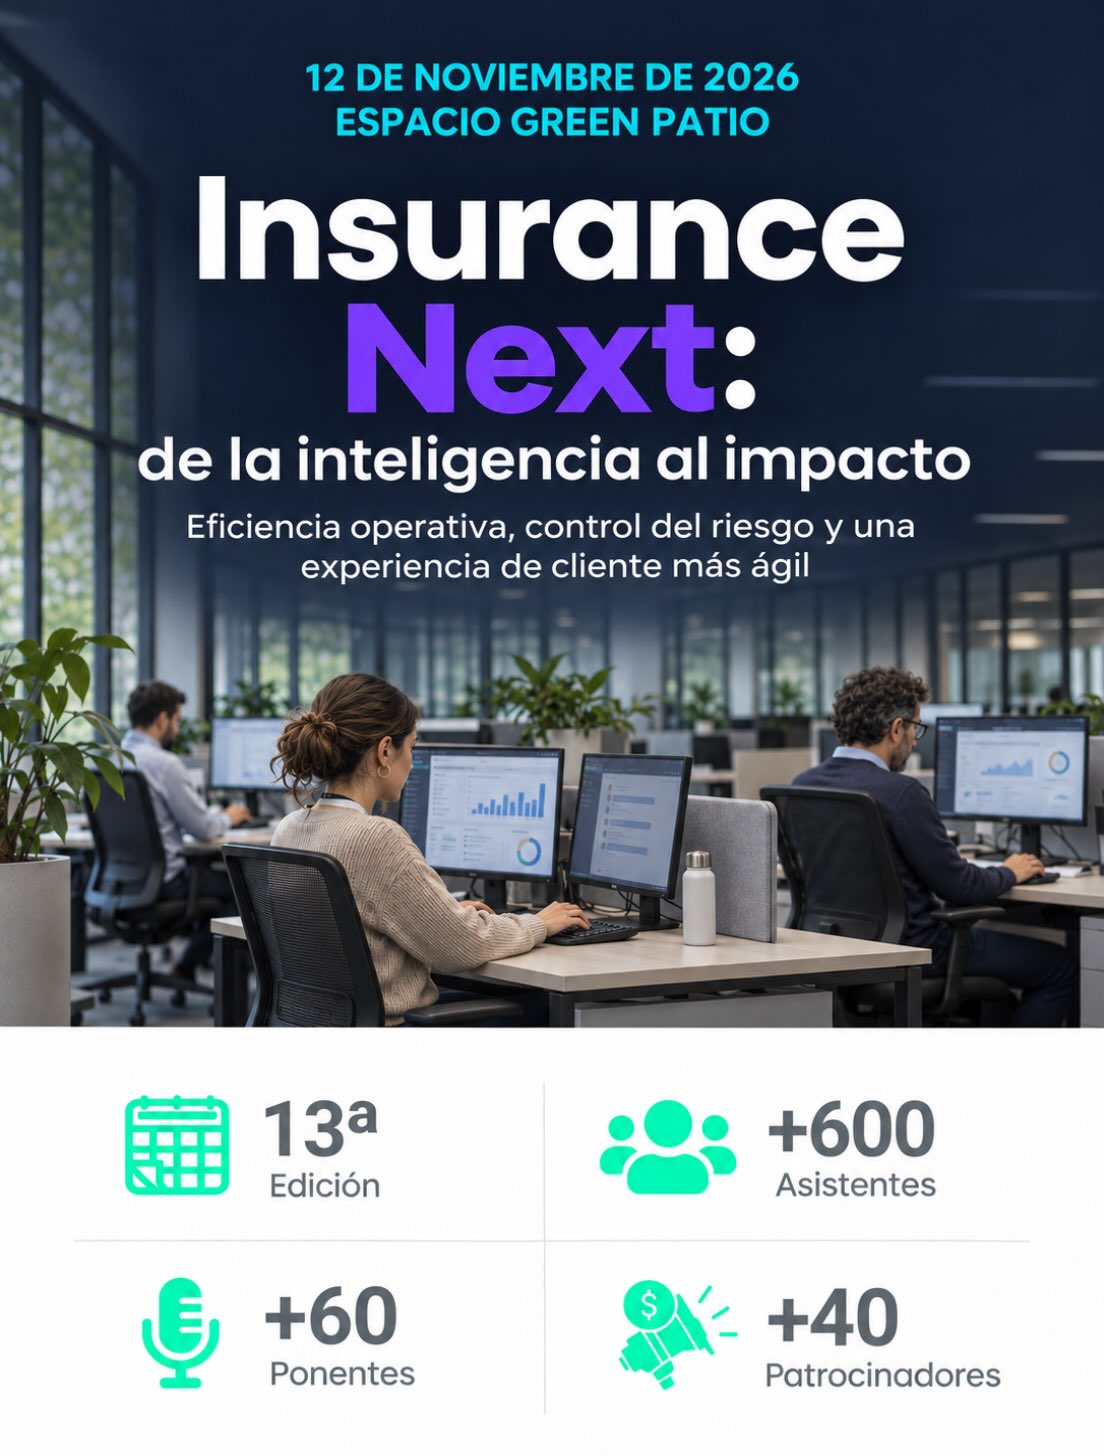 12 DE NOVIEMBRE DE 2026
ESPACIO GREEN PATIO
Insurance
Next:
de la inteligencia al impacto
Eficiencia operativa, control del riesgo y una
experiencia de cliente más ágil
13ª
Edición
+600
Asistentes
+60
Ponentes
$
+40
Patrocinadores